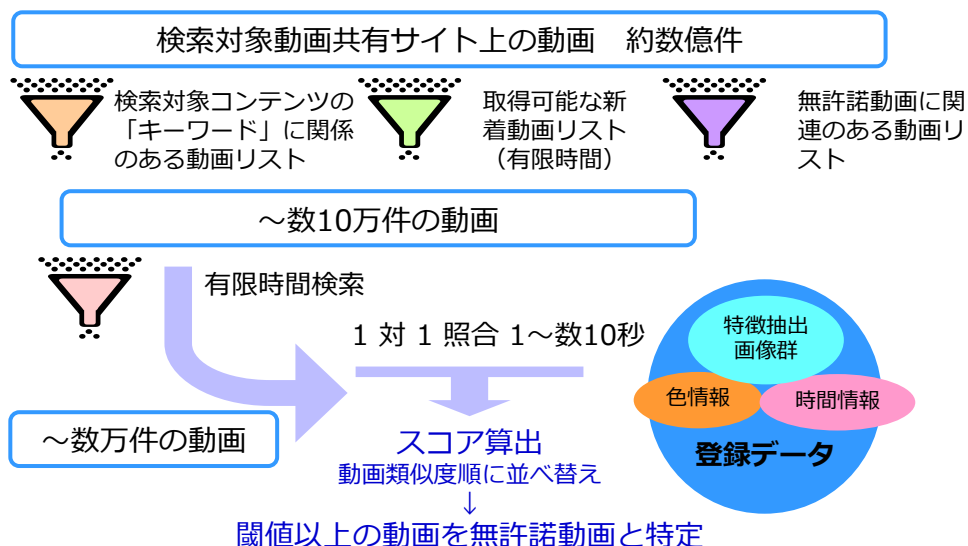 検索対象動画共有サイト上の動画　約数億件
検索対象コンテンツの
「キーワード」に関係
のある動画リスト
取得可能な新
着動画リスト
（有限時間）
無許諾動画に関
連のある動画リ
スト
～数10万件の動画
有限時間検索
1 対 1 照合 1～数10秒
特徴抽出
画像群
色情報
時間情報
登録データ
～数万件の動画
スコア算出
動画類似度順に並べ替え
↓
閾値以上の動画を無許諾動画と特定